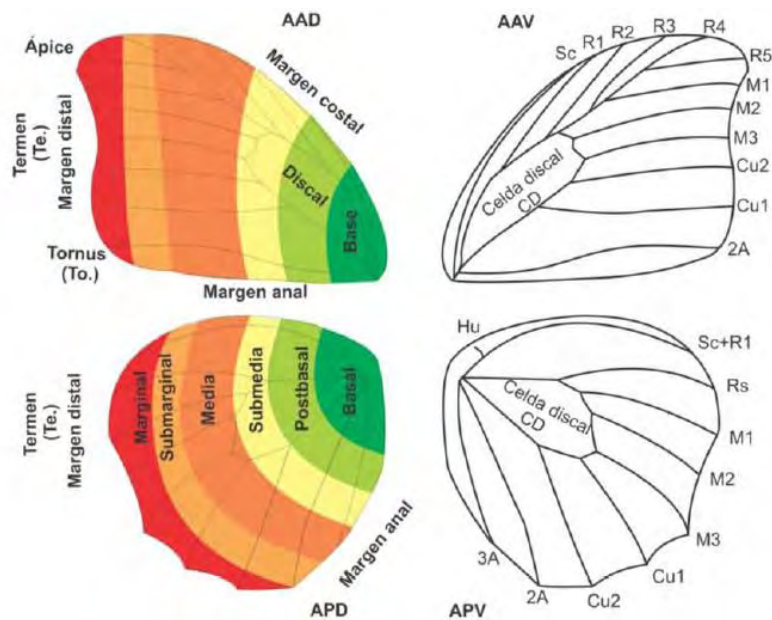 AAD
Ápice
Margen costal
Termen
(Te.)
Margen distal
Discal
Base
Tornus
(To.)
Margen anal
AAV
Sc
R1
R2
R3
R4
R5
M1
M2
M3
Cu2
Cu1
2A
Celda discal
CD
Termen
(Te.)
Margen distal
Marginal
Submarginal
Media
Submedia
Postbasal
Basal
Margen anal
APD
Hu
Sc+R1
Rs
M1
M2
M3
Cu1
Cu2
2A
3A
Celda discal
CD
APV